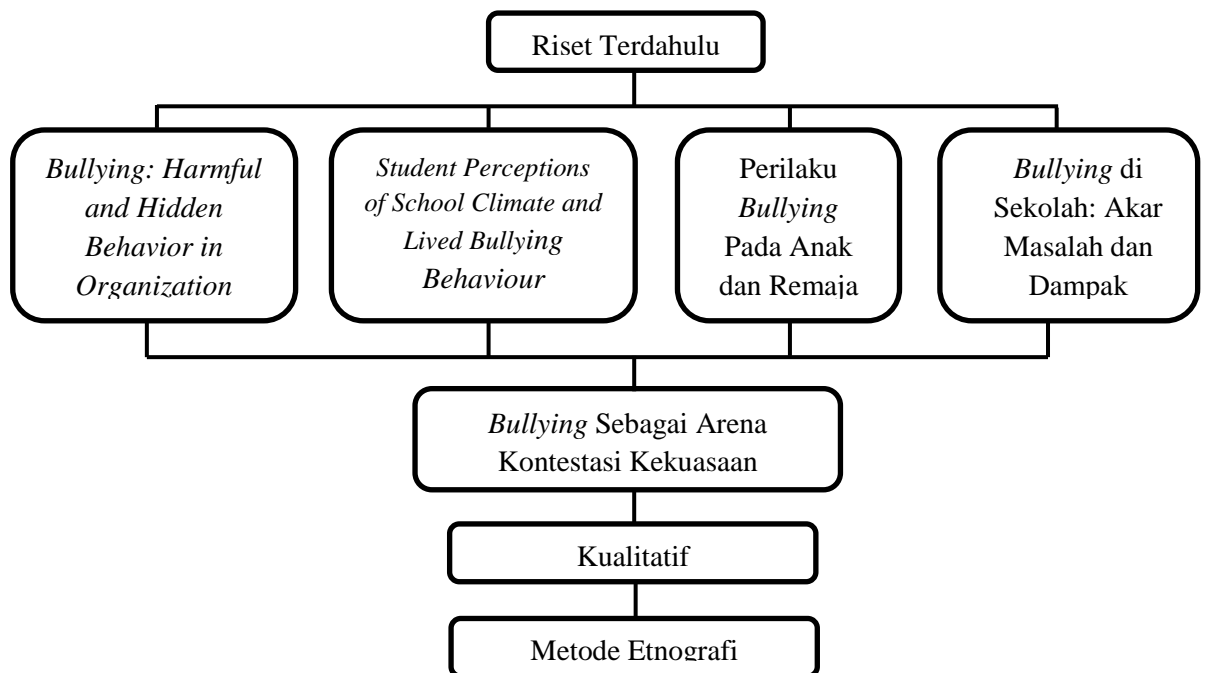 Riset Terdahulu
Bullying: Harmful
and Hidden
Behavior in
Organization
Student Perceptions
of School Climate and
Lived Bullying
Behaviour
Perilaku
Bullying
Pada Anak
dan Remaja
Bullying di
Sekolah: Akar
Masalah dan
Dampak
Bullying Sebagai Arena
Kontestasi Kekuasaan
Kualitatif
Metode Etnografi